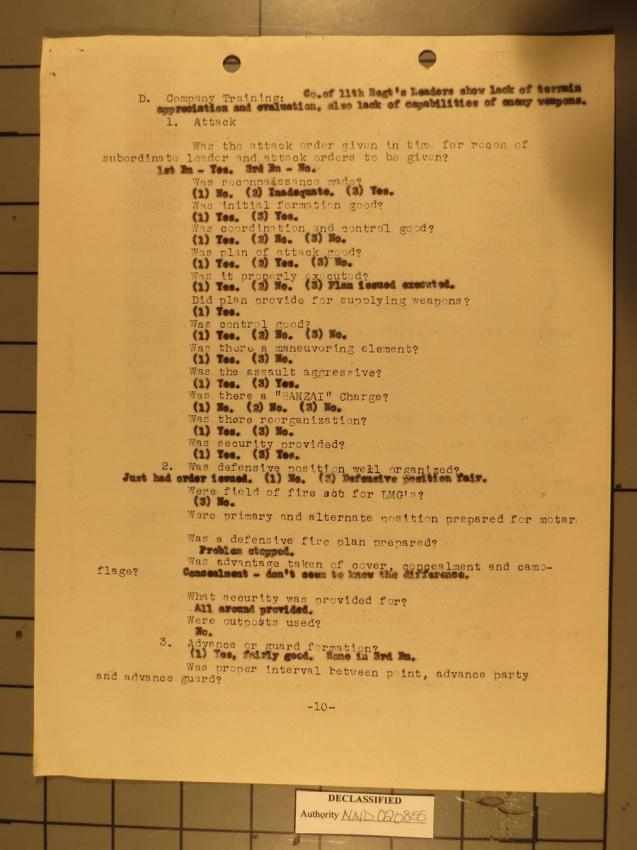 D. Company Training: Co.of 11th Regt's Leaders show lack of terrain
appreciation and evaluation, also lack of capabilities of enemy weapons.
1. Attack
Was the attack order given in time for recon of
subordinate leader and attack orders to be given?
1st Bn - Yes. 3rd Bn - No.
Was reconnaissance made?
(1) No. (2) Inadequate. (3) Yes.
Was initial formation good?
(1) Yes. (3) Yes.
Was coordination and control good?
(1) Yes. (2) No. (3) No.
Was plan of attack good?
(1) Yes. (2) Yes. (3) No.
Was it properly executed?
(1) Yes. (2) No. (3) Plan issued executed.
Did plan provide for supplying weapons?
(1) Yes.
Was control good?
(1) Yes. (2) No. (3) No.
Was there a maneuvering element?
(1) Yes. (3) No.
Was the assault aggressive?
(1) Yes. (3) Yes.
Was there a "BANZAI" Charge?
(1) No. (2) No. (3) No.
Was there reorganization?
(1) Yes. (3) No.
Was security provided?
(1) Yes. (3) Yes.
2. Was defensive position well organized?
Just had order issued. (1) No. (3) Defensive position fair.
Were field of fire set for LMG's?
(3) No.
Were primary and alternate position prepared for motar
Was a defensive fire plan prepared?
Problem stopped.
Was advantage taken of cover, concealment and camo-
flage? Concealment - don't seem to know the difference.
What security was provided for?
All around provided.
Were outposts used?
No.
3. Advance or guard formation?
(1) Yes, fairly good. None in 3rd Bn.
Was proper interval between point, advance party
and advance guard?
-10-
DECLASSIFIED
Authority NND 020855